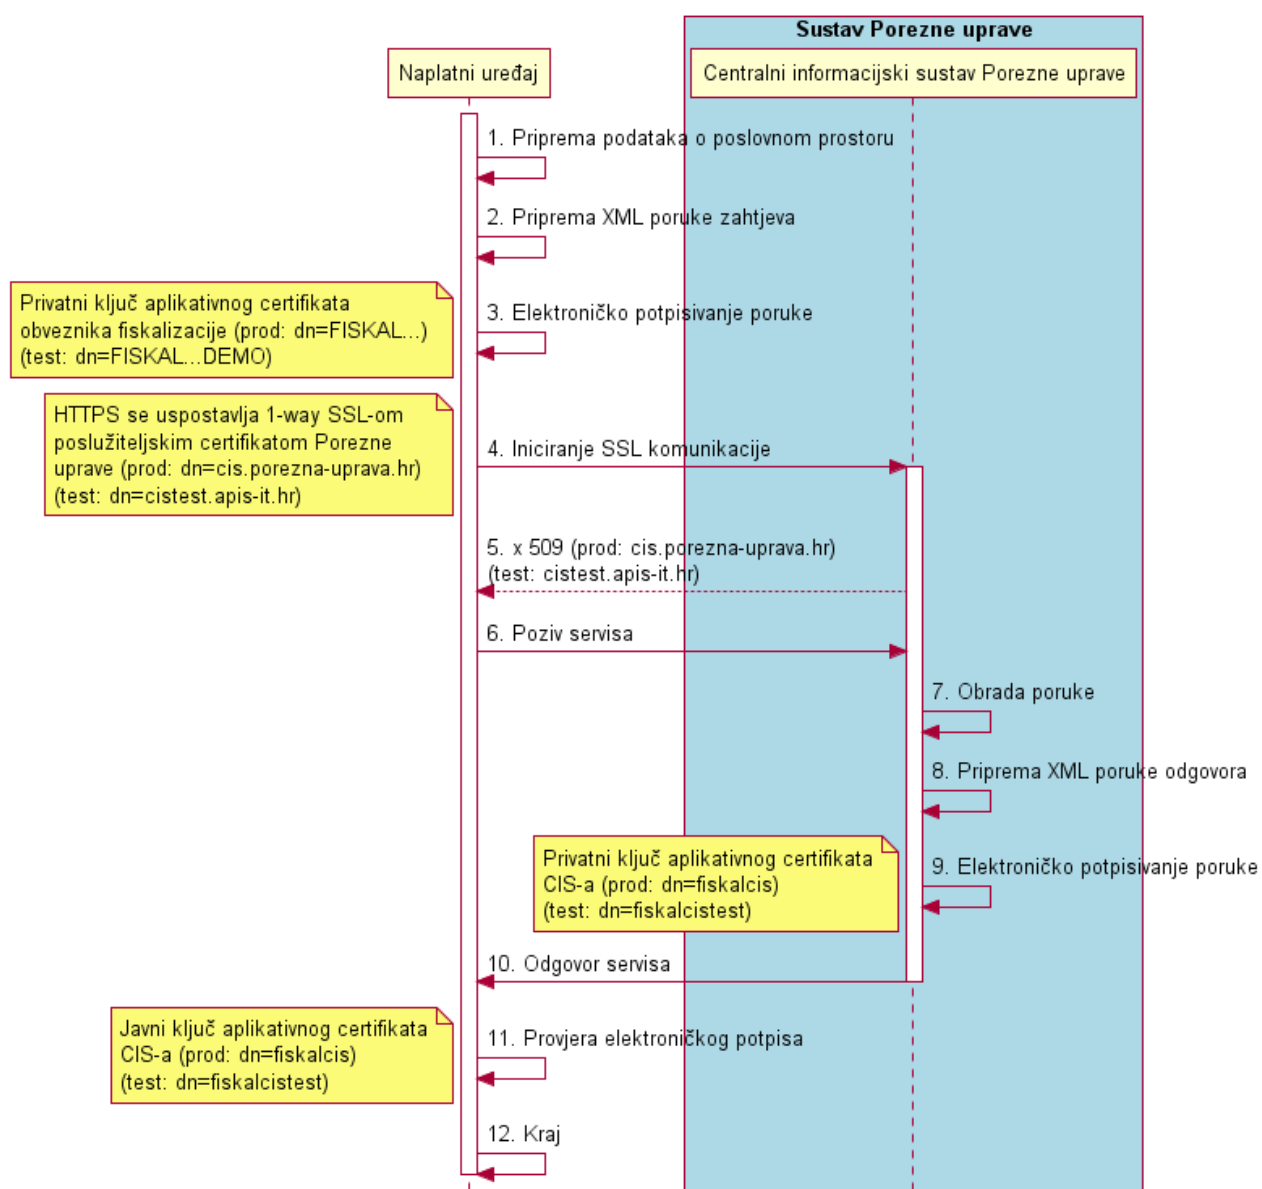 Sustav Porezne uprave
Naplatni uređaj
Centralni informacijski sustav Porezne uprave
1. Priprema podataka o poslovnom prostoru
2. Priprema XML poruke zahtjeva
Privatni ključ aplikativnog certifikata
obveznika fiskalizacije (prod: dn=FISKAL...)
(test: dn=FISKAL...DEMO)
3. Elektroničko potpisivanje poruke
HTTPS se uspostavlja 1-way SSL-om
poslužiteljskim certifikatom Porezne
uprave (prod: dn=cis.porezna-uprava.hr)
(test: dn=cistest.apis-it.hr)
4. Iniciranje SSL komunikacije
5. x 509 (prod: cis.porezna-uprava.hr)
(test: cistest.apis-it.hr)
6. Poziv servisa
7. Obrada poruke
8. Priprema XML poruke odgovora
Privatni ključ aplikativnog certifikata
CIS-a (prod: dn=fiskalcis)
(test: dn=fiskalcistest)
9. Elektroničko potpisivanje poruke
10. Odgovor servisa
Javni ključ aplikativnog certifikata
CIS-a (prod: dn=fiskalcis)
(test: dn=fiskalcistest)
11. Provjera elektroničkog potpisa
12. Kraj